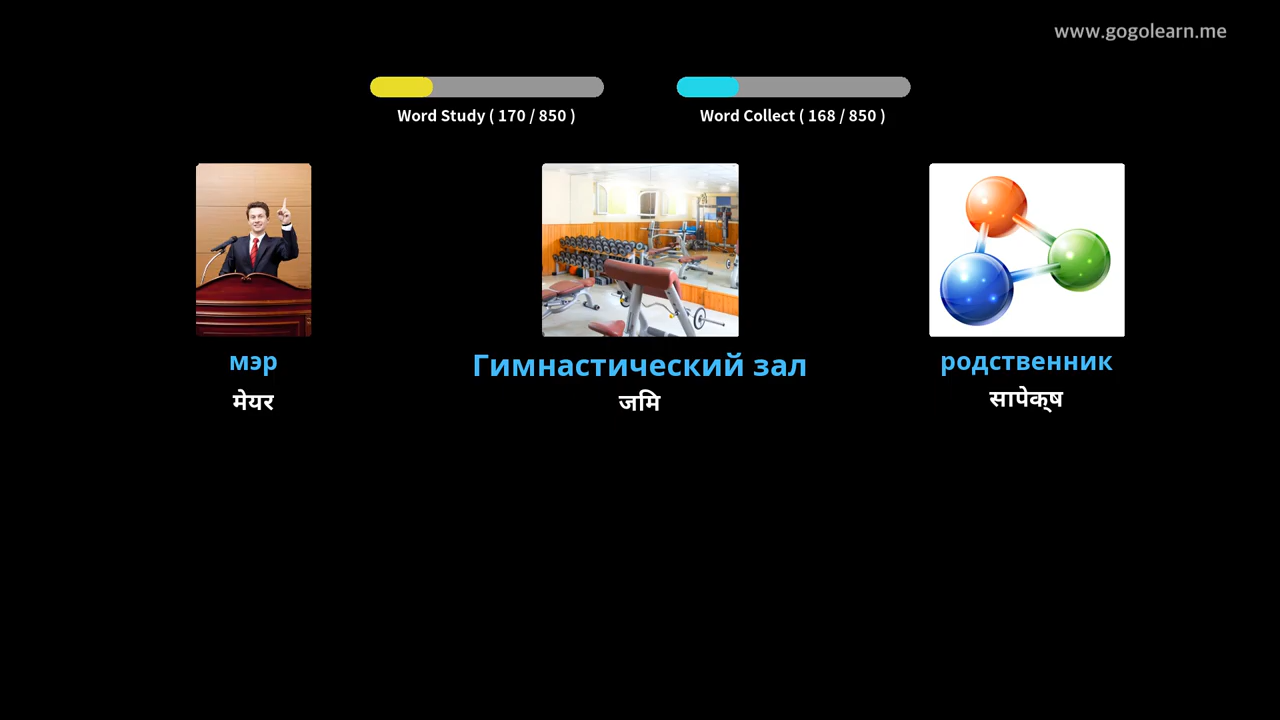 www.gogolearn.me
Word Study ( 170 / 850 )
Word Collect ( 168 / 850 )
мэр
Гимнастический зал
родственник
मेयर
जमि
सापेक्ष